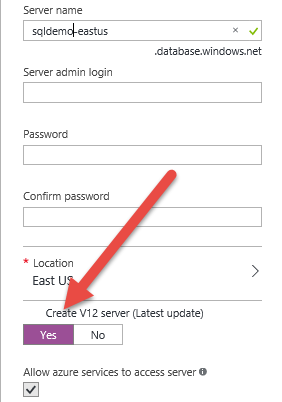 Server name
sqldemo-eastus
.database.windows.net
Server admin login
Password
Confirm password
* Location
East US
Create V12 server (Latest update)
Yes No
Allow azure services to access server